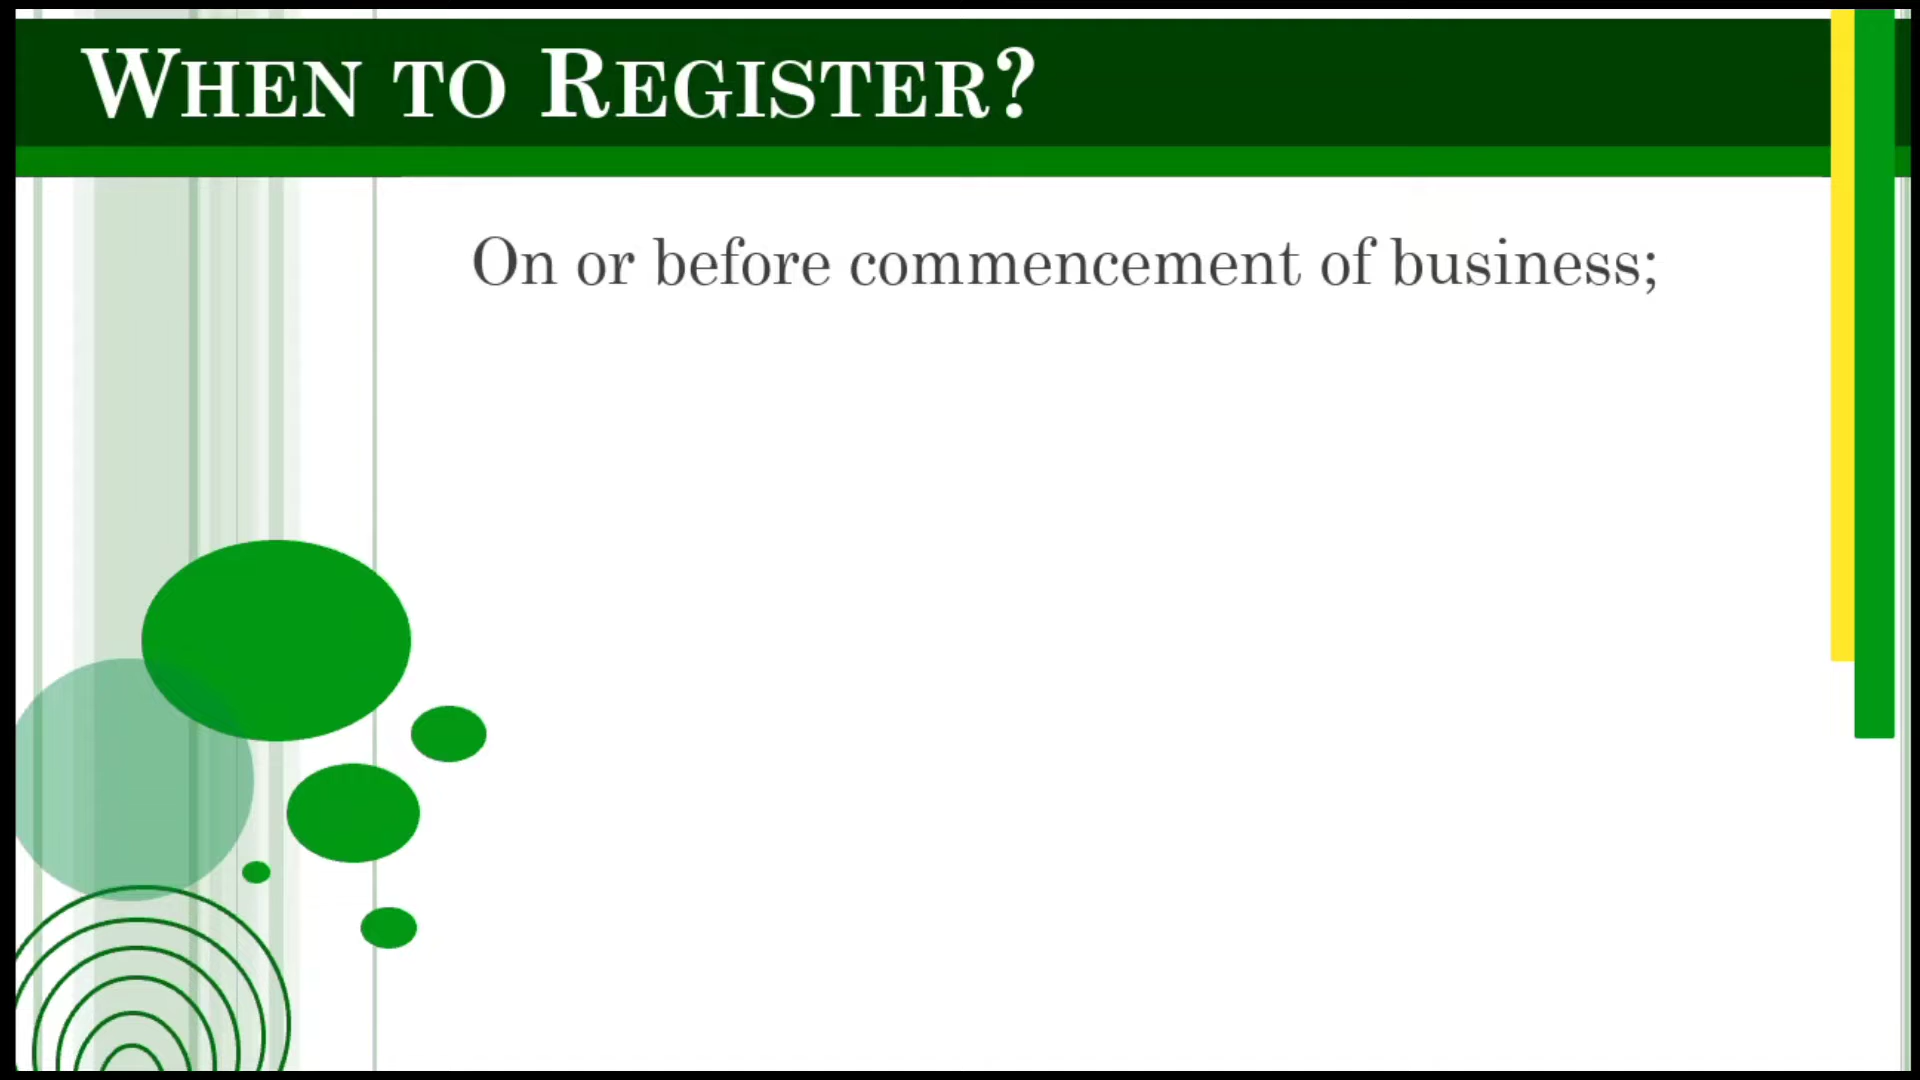 When to Register?
On or before commencement of business;